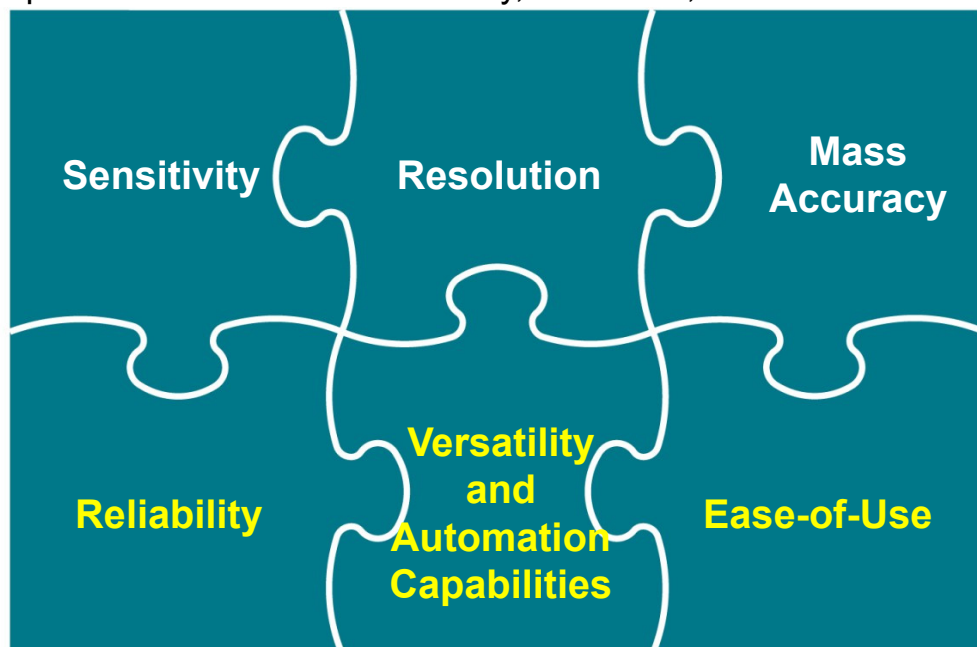 Sensitivity
Resolution
Mass
Accuracy
Reliability
Versatility
and
Automation
Capabilities
Ease-of-Use